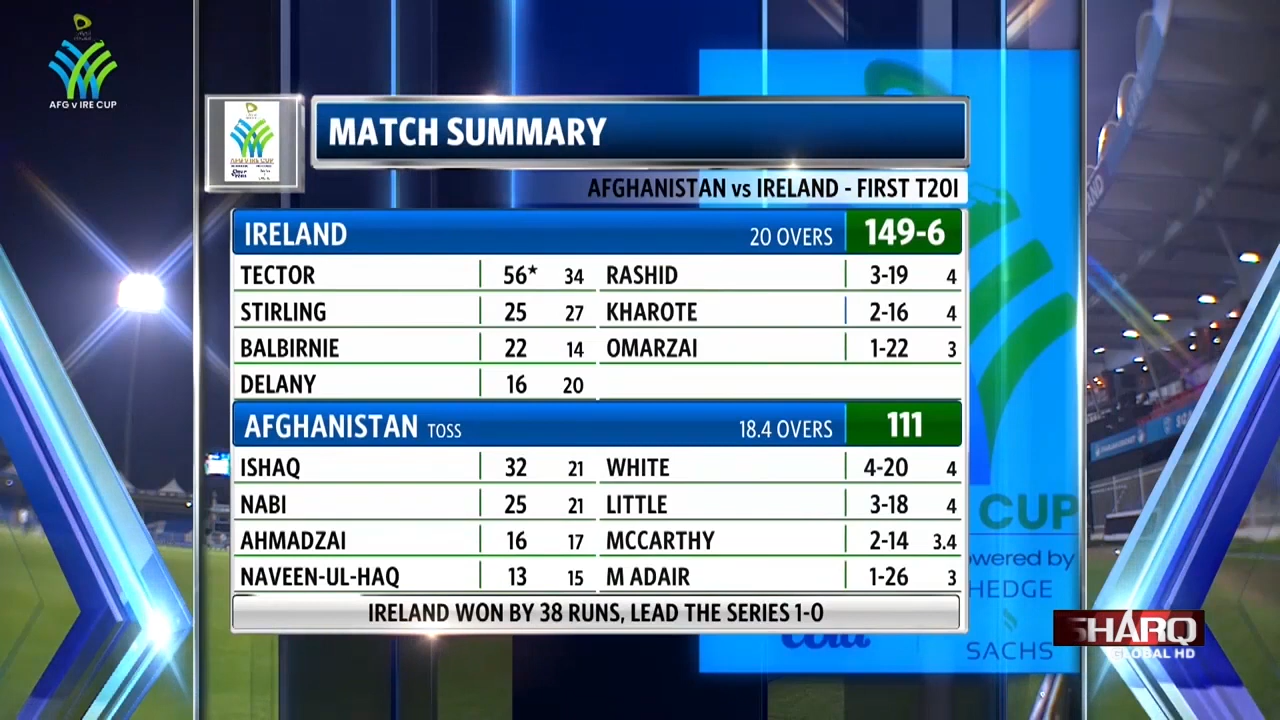 AFG v IRE CUP
AFG V IRE CUP
MATCH SUMMARY
AFGHANISTAN vs IRELAND - FIRST T20I
IRELAND 20 OVERS 149-6
TECTOR 56* 34 RASHID 3-19 4
STIRLING 25 27 KHAROTE 2-16 4
BALBIRNIE 22 14 OMARZAI 1-22 3
DELANY 16 20
AFGHANISTAN TOSS 18.4 OVERS 111
ISHAQ 32 21 WHITE 4-20 4
NABI 25 21 LITTLE 3-18 4
AHMADZAI 16 17 MCCARTHY 2-14 3.4
NAVEEN-UL-HAQ 13 15 M ADAIR 1-26 3
IRELAND WON BY 38 RUNS, LEAD THE SERIES 1-0
CUP
owered by
HEDGE
SACHS
SHARQ
GLOBAL HD